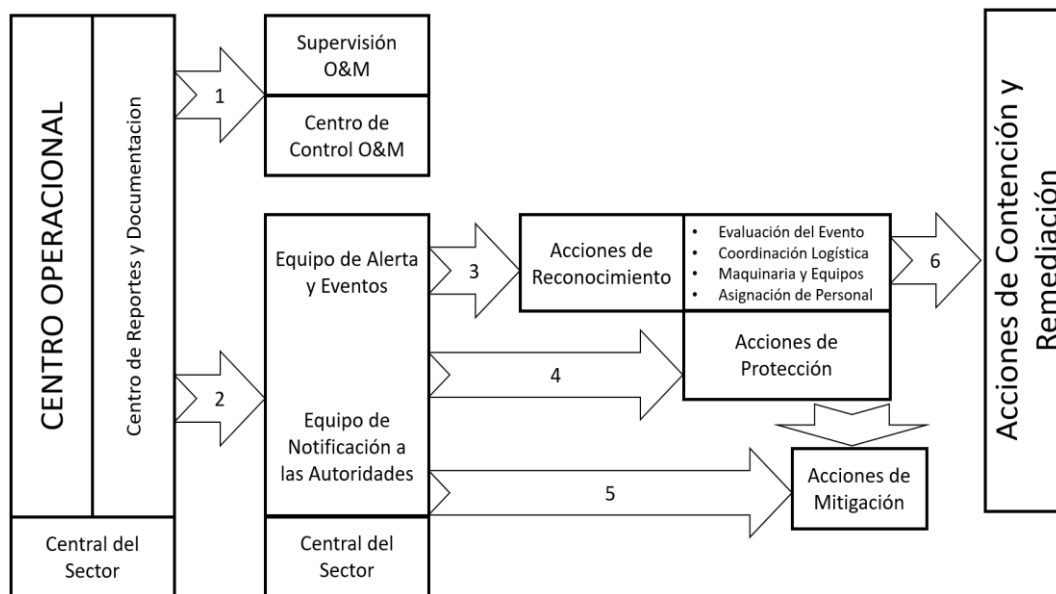 CENTRO OPERACIONAL
Centro de Reportes y Documentacion
Central del
Sector
1
2
Supervisión
O&M
Centro de
Control O&M
Equipo de Alerta
y Eventos
Equipo de
Notificación a
las Autoridades
Central del
Sector
3
4
5
Acciones de
Reconocimiento
• Evaluación del Evento
• Coordinación Logística
• Maquinaria y Equipos
• Asignación de Personal
Acciones de
Protección
Acciones de
Mitigación
6
Acciones de Contención y
Remediación